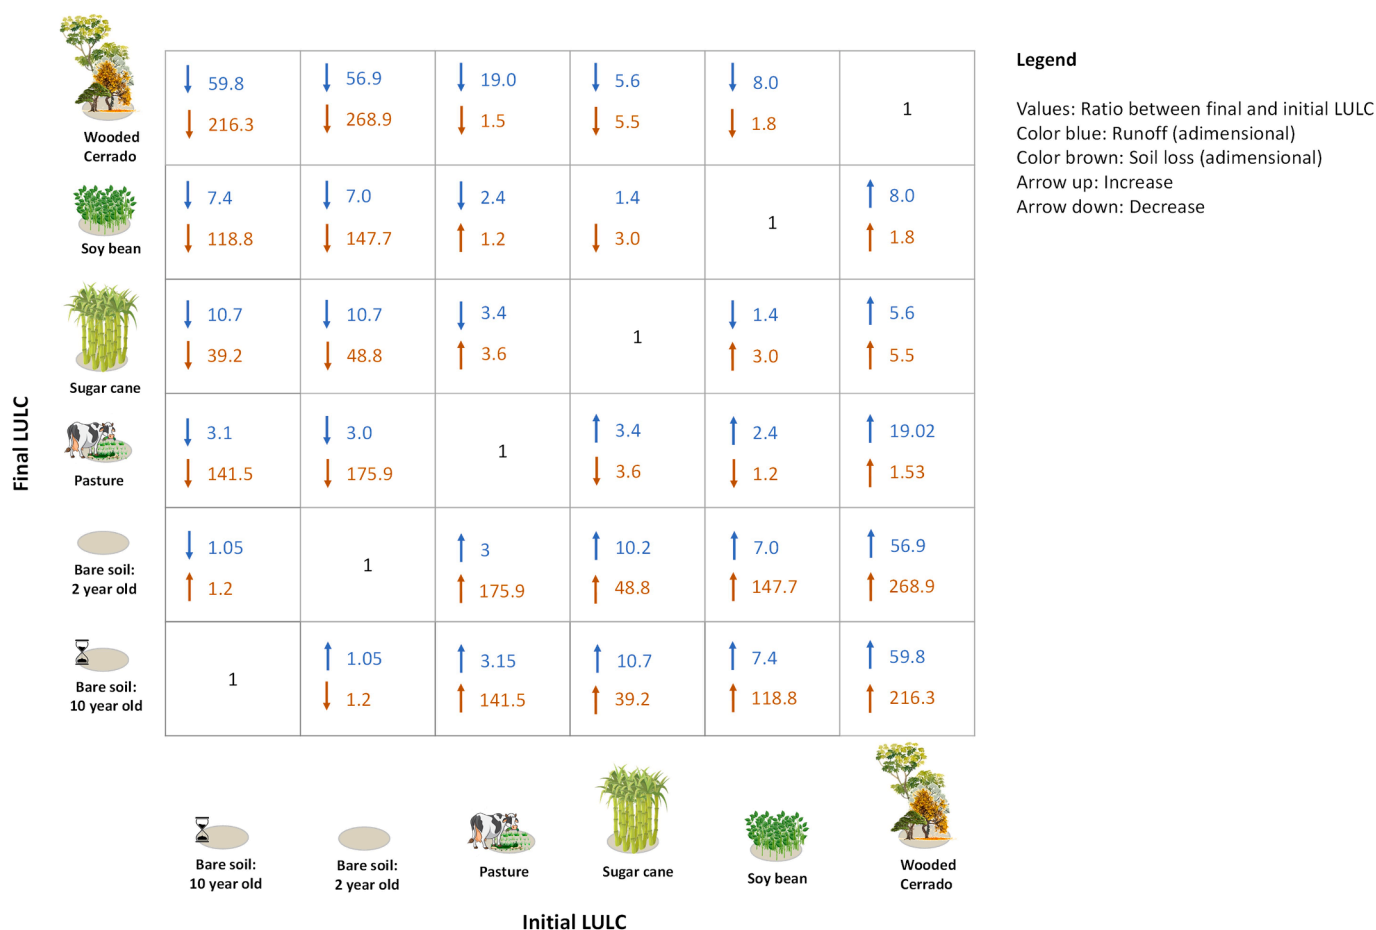 Legend
Values: Ratio between final and initial LULC
Color blue: Runoff (adimensional)
Color brown: Soil loss (adimensional)
Arrow up: Increase
Arrow down: Decrease
Final LULC
Wooded
Cerrado
59.8 56.9 19.0 5.6 8.0
1
216.3 268.9 1.5 5.5 1.8
Soy bean
7.4 7.0 2.4 1.4 8.0
1
118.8 147.7 1.2 3.0 1.8
Sugar cane
10.7 10.7 3.4 1.4 5.6
1
39.2 48.8 3.6 3.0 5.5
Pasture
3.1 3.0 3.4 2.4 19.02
1
141.5 175.9 3.6 1.2 1.53
Bare soil:
2 year old
1.05 3 10.2 7.0 56.9
1
1.2 175.9 48.8 147.7 268.9
Bare soil:
10 year old
1.05 3.15 10.7 7.4 59.8
1
1.2 141.5 39.2 118.8 216.3
Bare soil:
10 year old
Bare soil:
2 year old
Pasture
Sugar cane
Soy bean
Wooded
Cerrado
Initial LULC